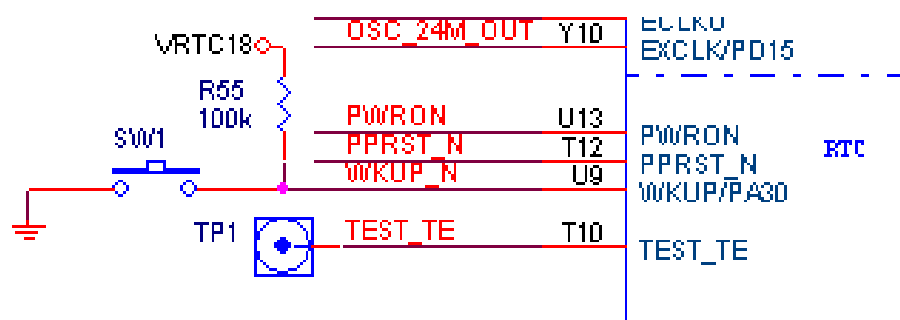 OSC_24M_OUT Y10 ECLKO
EXCLK/PD15
VRTC18
R55
100k
PWRON U13 PWRON
SW1 PPRST_N T12 PPRST_N RTC
WKUP_N U9 WKUP/PA30
TP1 TEST_TE T10 TEST_TE